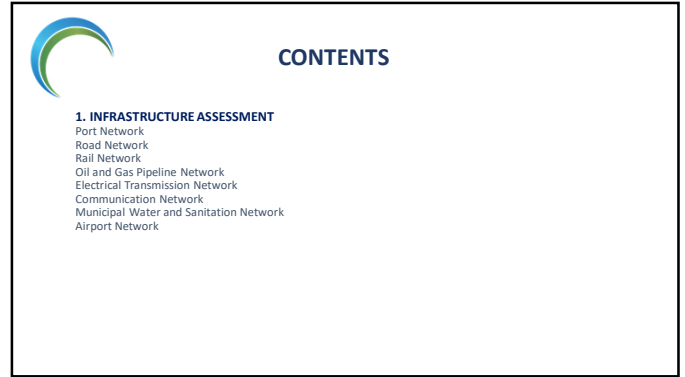 CONTENTS
1. INFRASTRUCTURE ASSESSMENT
Port Network
Road Network
Rail Network
Oil and Gas Pipeline Network
Electrical Transmission Network
Communication Network
Municipal Water and Sanitation Network
Airport Network